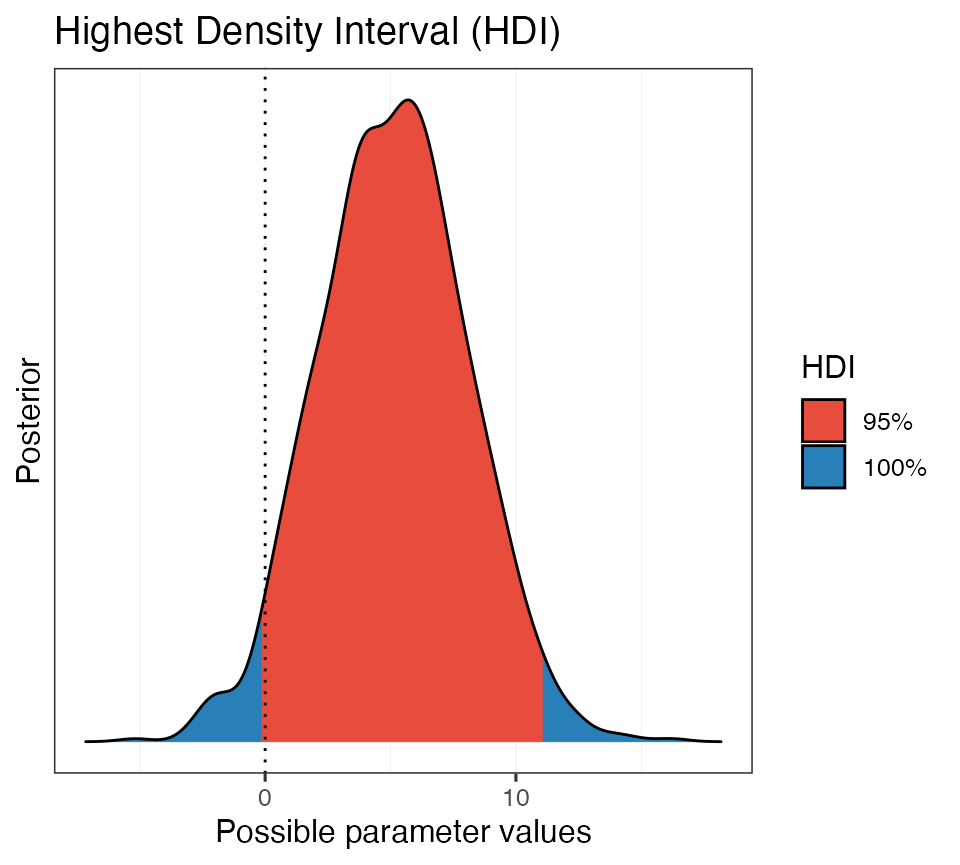 Highest Density Interval (HDI)
Posterior
HDI
95%
100%
0
10
Possible parameter values